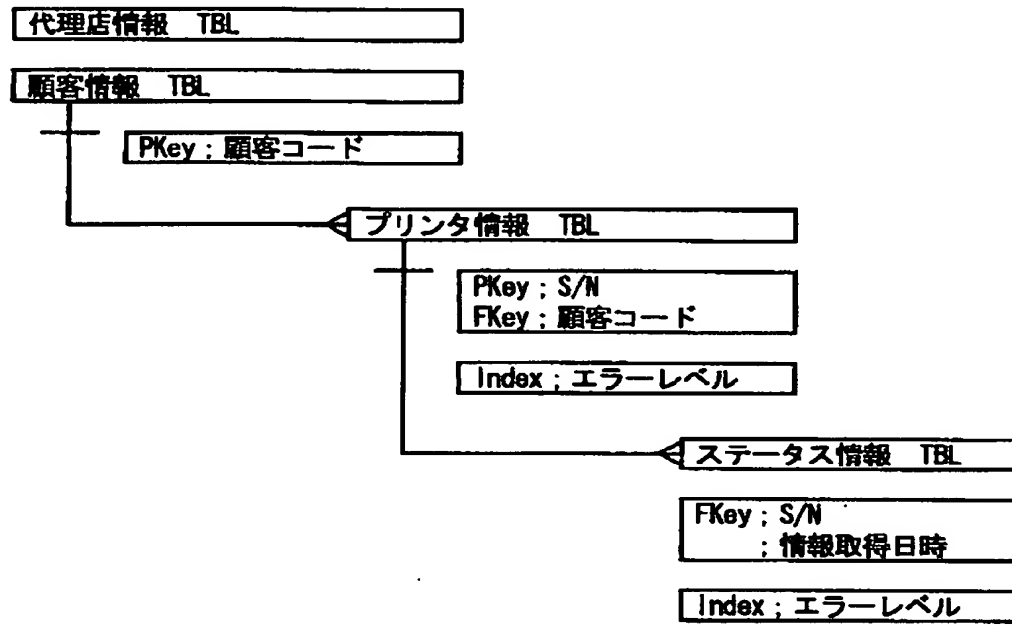 代理店情報 TBL
顧客情報 TBL
PKey ; 顧客コード
プリンタ情報 TBL
PKey ; S/N
FKey ; 顧客コード
Index ; エラーレベル
ステータス情報 TBL
FKey ; S/N
; 情報取得日時
Index ; エラーレベル